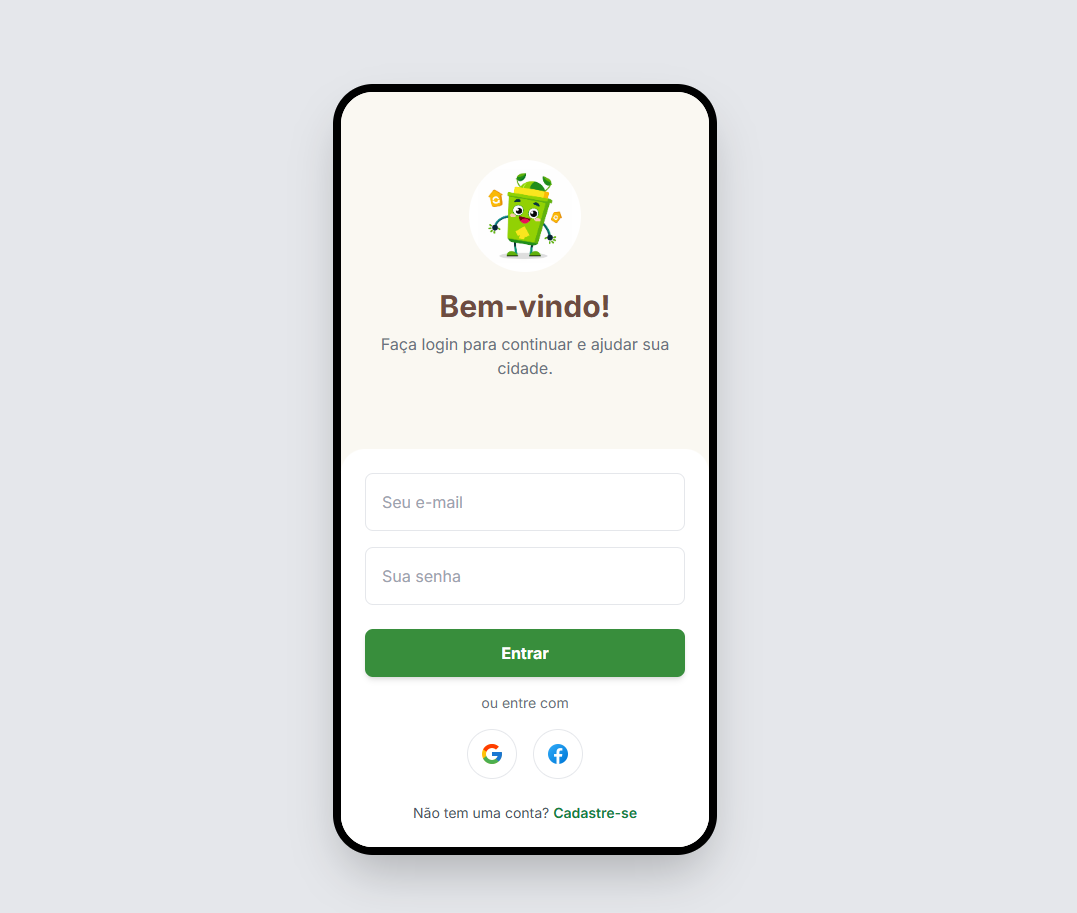 Bem-vindo!
Faça login para continuar e ajudar sua
cidade.
Seu e-mail
Sua senha
Entrar
ou entre com
Não tem uma conta? Cadastre-se